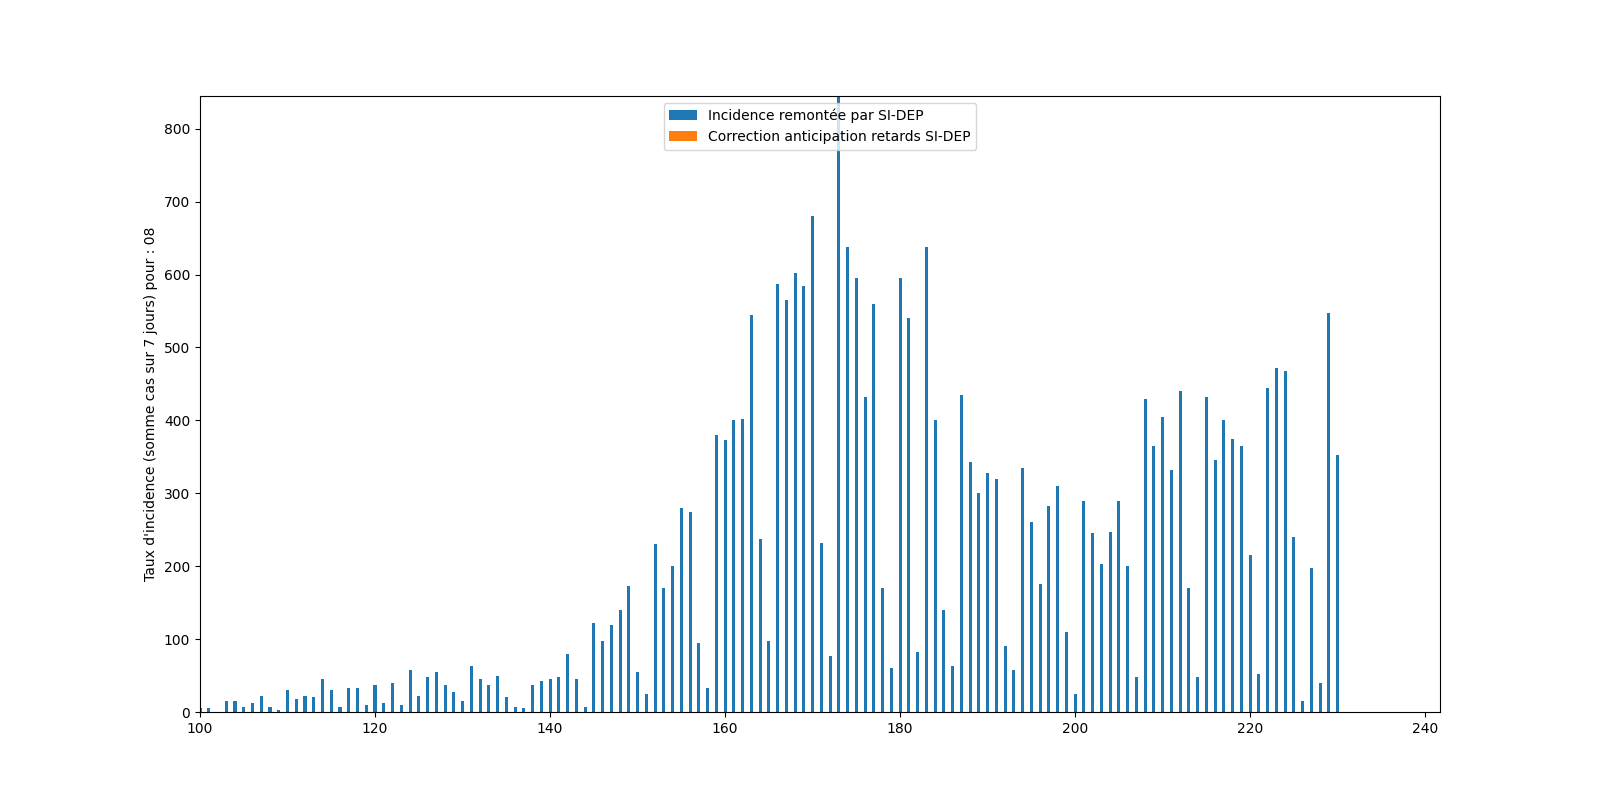 Incidence remontée par SI-DEP
Correction anticipation retards SI-DEP
Taux d'incidence (somme cas sur 7 jours) pour : 08
800
700
600
500
400
300
200
100
0
100 120 140 160 180 200 220 240